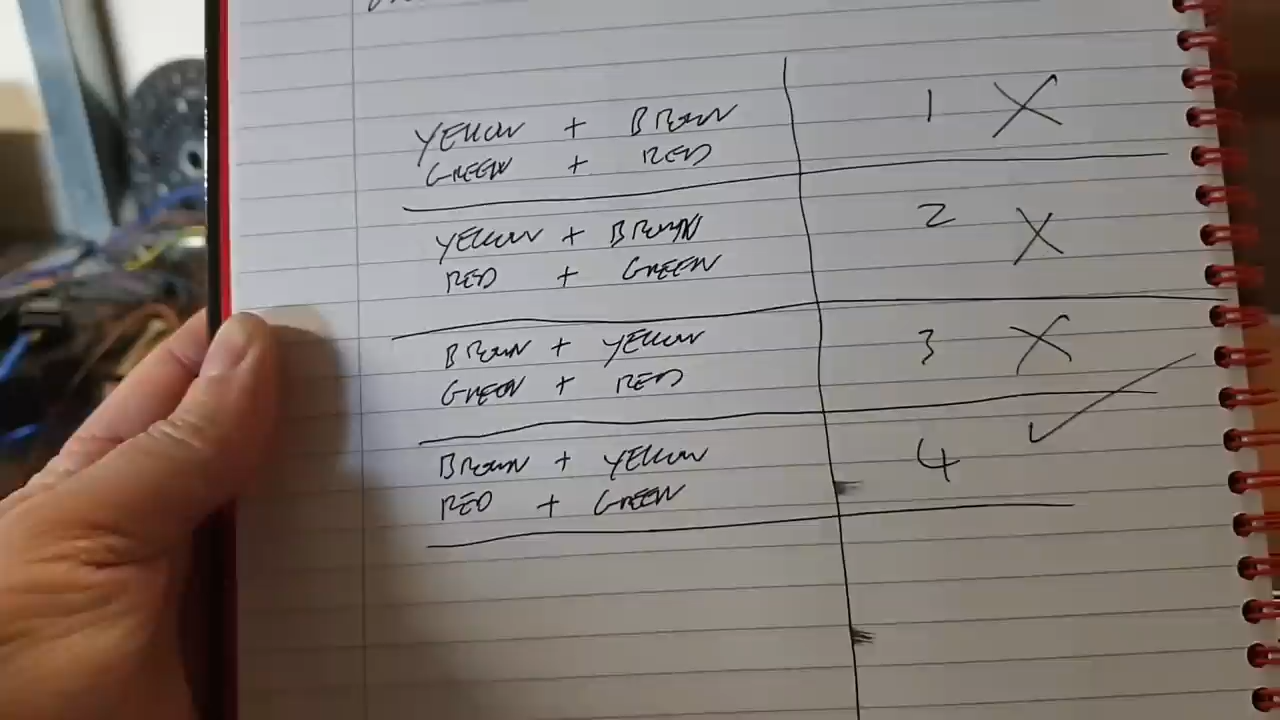 YELLOW + BROWN 1 X
GREEN + RED
YELLOW + BROWN 2 X
RED + GREEN
BROWN + YELLOW 3 X
GREEN + RED
BROWN + YELLOW 4 ✓
RED + GREEN